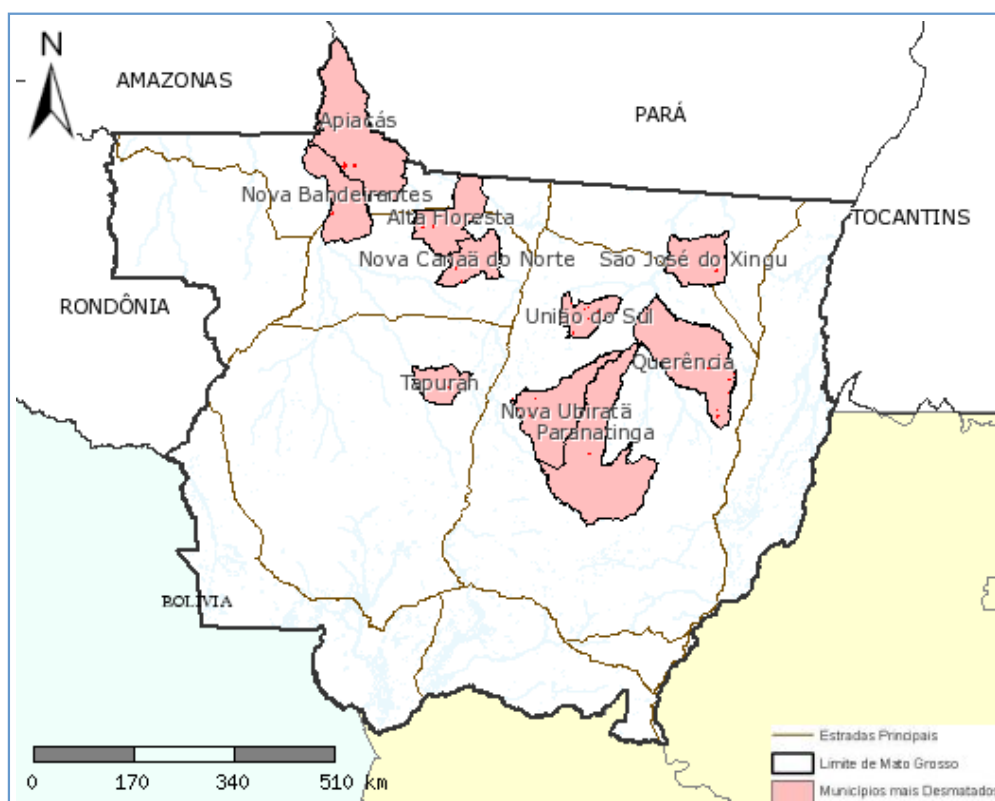 N
AMAZONAS
PARÁ
Apiacás
Nova Bandeirantes
Alta Floresta
TOCANTINS
Nova Canaã do Norte
São José do Xingu
RONDÔNIA
União do Sul
Querência
Tapurah
Nova Ubiratã
Paranatinga
BOLÍVIA
Estradas Principais
Limite de Mato Grosso
0 170 340 510 km
Municípios mais Desmatados